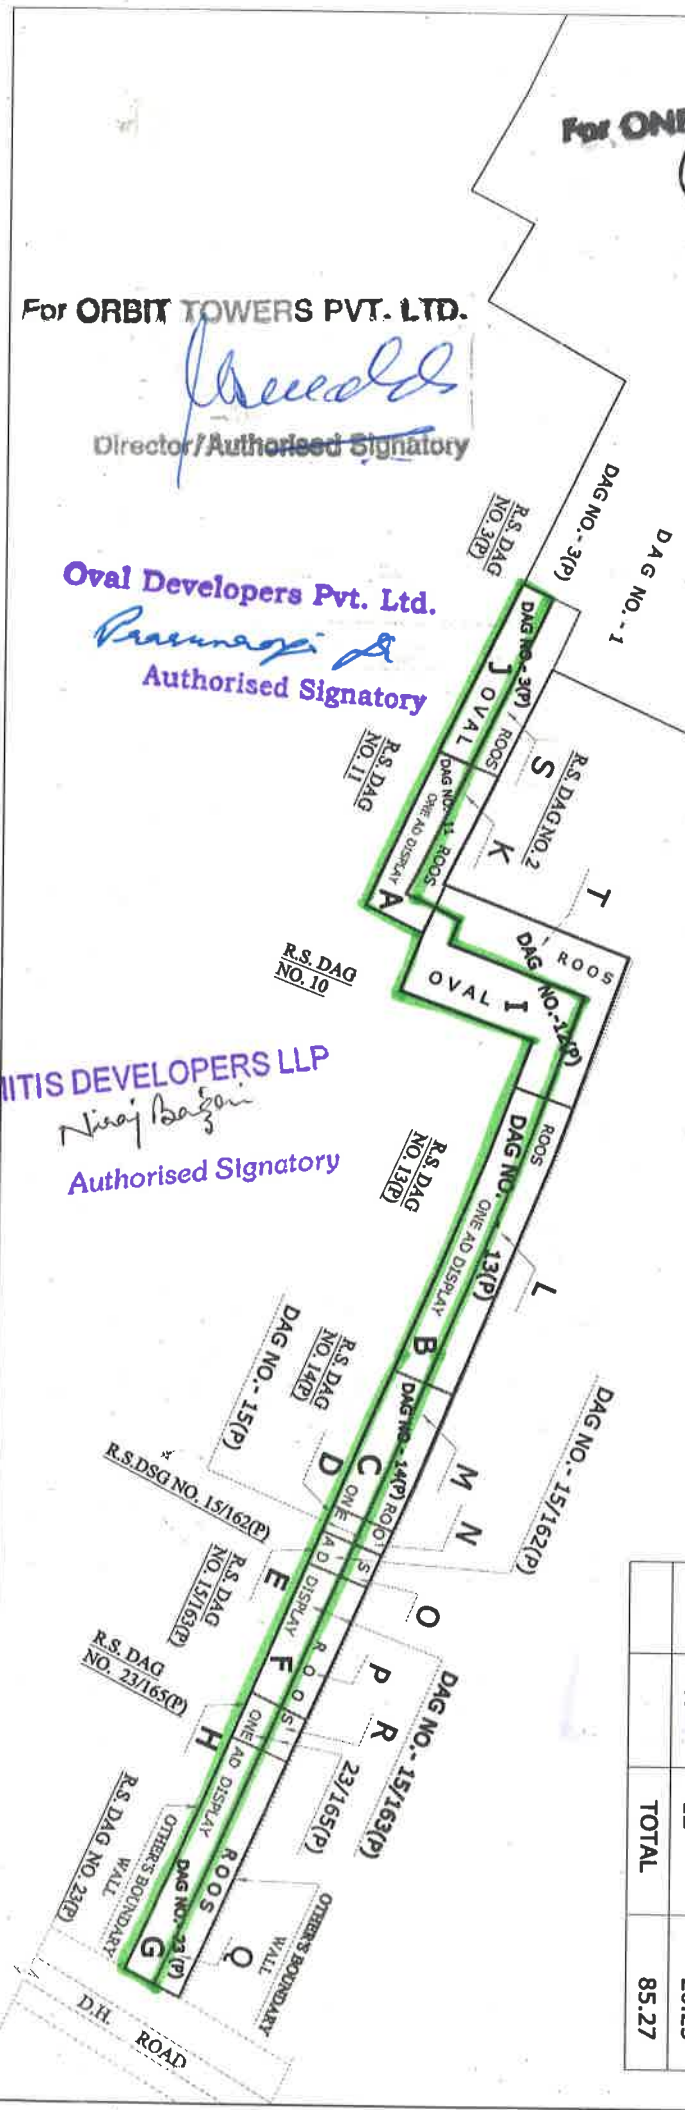 For ONE
For ORBIT TOWERS PVT. LTD.
Director/Authorised Signatory
DAG NO.- 3(P)
DAG NO. - 1
R.S. DAG
NO. 3(P)
Oval Developers Pvt. Ltd.
Authorised Signatory
DAG NO.- 3(P)
J OVAL / ROOS
S
R.S. DAG NO. 2
R.S. DAG
NO. 11
DAG NO. 11 ROOS
ONE AD DISPLAY
K
A
T
ROOS
DAG NO.-12(P)
OVAL I
R.S. DAG
NO. 10
ITIS DEVELOPERS LLP
Niraj Bagari
Authorised Signatory
R.S. DAG
NO. 13(P)
ROOS
DAG NO. - 13(P)
ONE AD DISPLAY
L
B
DAG NO.- 15(P)
R.S. DAG
NO. 14(P)
DAG NO - 14(P) ROOS
M
N
DAG NO.- 15/162(P)
D
C ONE AD DISPLAY
R.S.DSG NO. 15/162(P)
R.S. DAG
NO. 15/163(P)
E
O
F
ROOS
P
R
DAG NO.- 15/163(P)
R.S. DAG
NO. 23/165(P)
H
ONE AD DISPLAY
23/165(P)
R.S. DAG NO. 23(P)
OTHER'S BOUNDARY
WALL
ROOS
DAG NO.-23 (P)
G
Q
OTHER'S BOUNDARY
WALL
D.H. ROAD
TOTAL 85.27